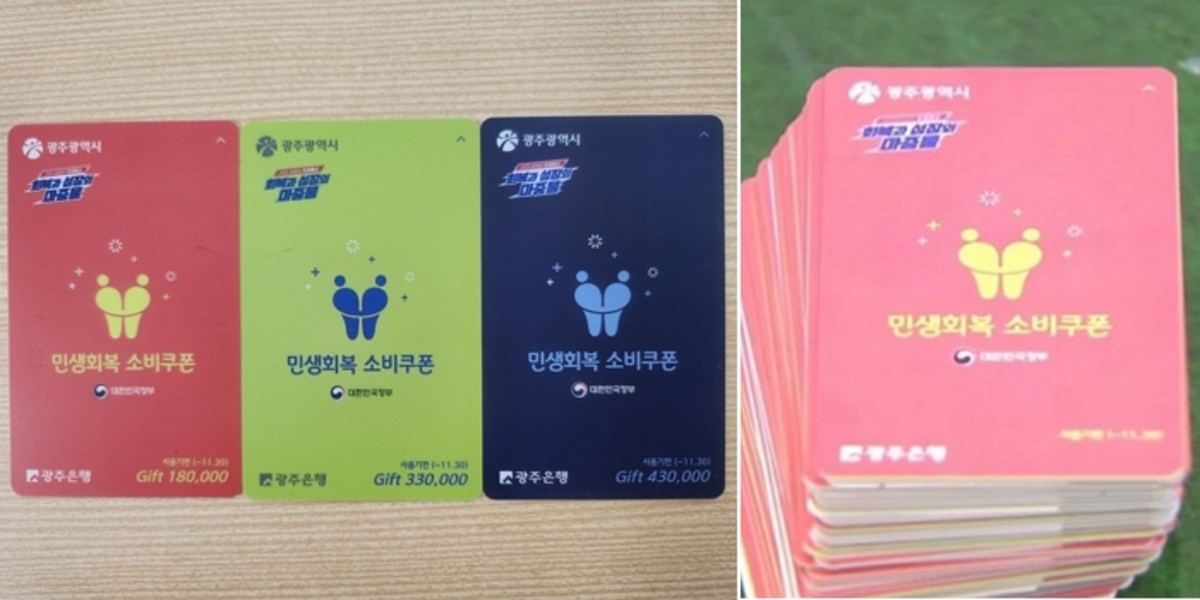 광주광역시
회복과 성장의
마중물
민생회복 소비쿠폰
대한민국정부
사용기한 (~11.30)
광주은행
Gift 180,000
광주광역시
회복과 성장의
마중물
민생회복 소비쿠폰
대한민국정부
사용기한 (~11.30)
광주은행
Gift 330,000
광주광역시
회복과 성장의
마중물
민생회복 소비쿠폰
대한민국정부
사용기한 (~11.30)
광주은행
Gift 430,000
광주광역시
회복과 성장의
마중물
민생회복 소비쿠폰
대한민국정부
사용기한 (~11.30)
광주은행